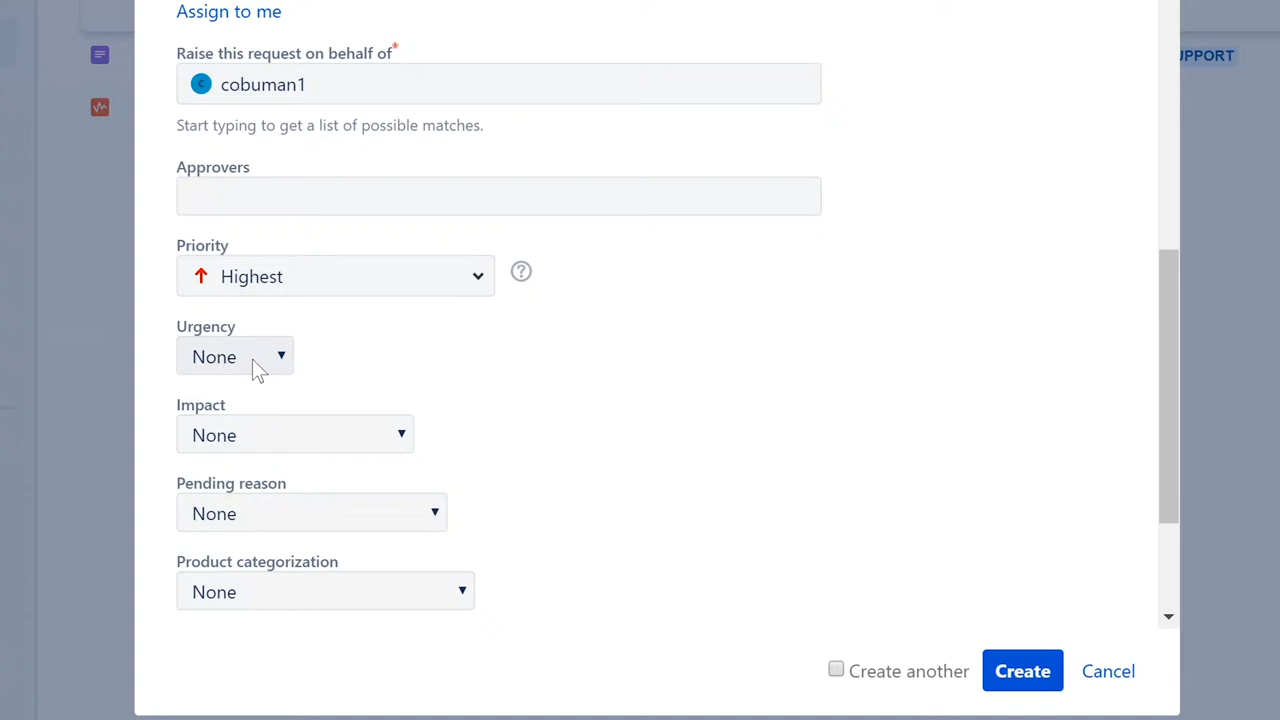 Assign to me
UPPORT
Raise this request on behalf of*
C cobuman1
Start typing to get a list of possible matches.
Approvers
Priority
Highest
?
Urgency
None
Impact
None
Pending reason
None
Product categorization
None
Create another
Create
Cancel